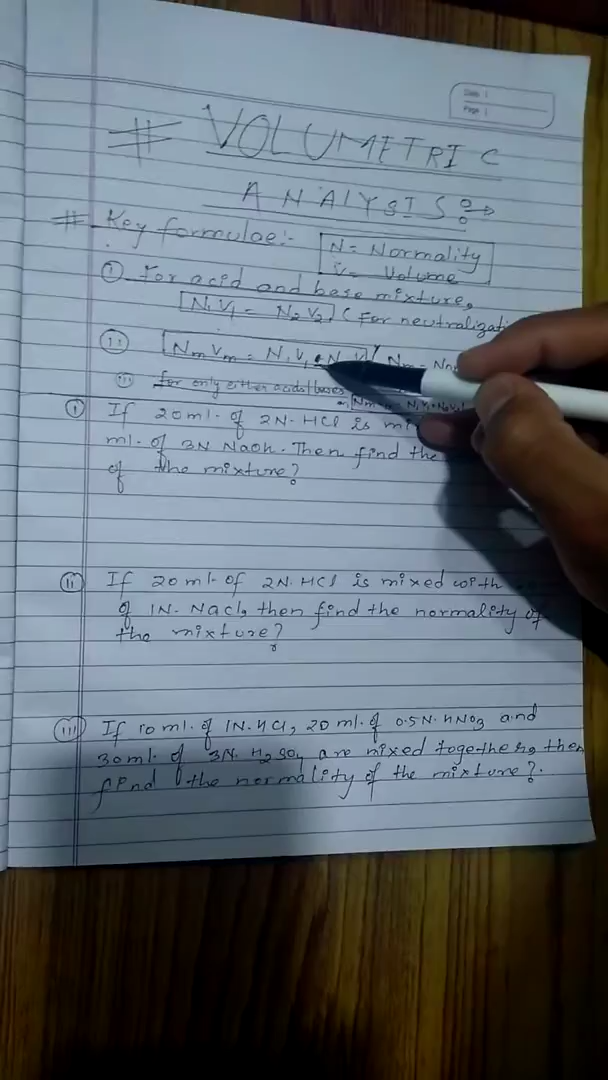 Date :
Page :
# VOLUMETRIC
ANALYSIS :→
# Key formulae:-
N = Normality
V = Volume
① For acid and base mixture,
N₁V₁ = N₂V₂ (For neutralizati
(ii) NmVm = N₁V₁
(iii) for only either acids/bases
(i) If 20ml. of 2N. HCl is mi
ml. of 3N NaOH. Then find the
of the mixture?
(ii) If 20ml. of 2N. HCl is mixed with
of 1N. NaCl, then find the normality of
the mixture?
(iii) If 10ml. of 1N. HCl, 20ml. of 0.5N. HNO₃ and
30ml. of 3N. H₂SO₄ are mixed together, then
find the normality of the mixture?